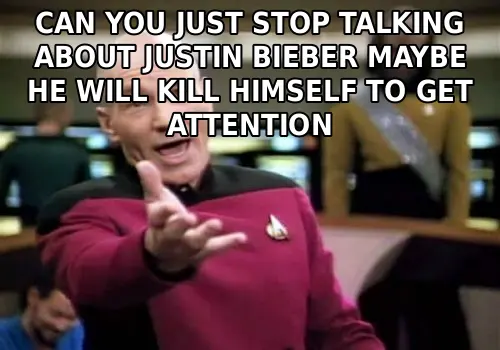 CAN YOU JUST STOP TALKING
ABOUT JUSTIN BIEBER MAYBE
HE WILL KILL HIMSELF TO GET
ATTENTION